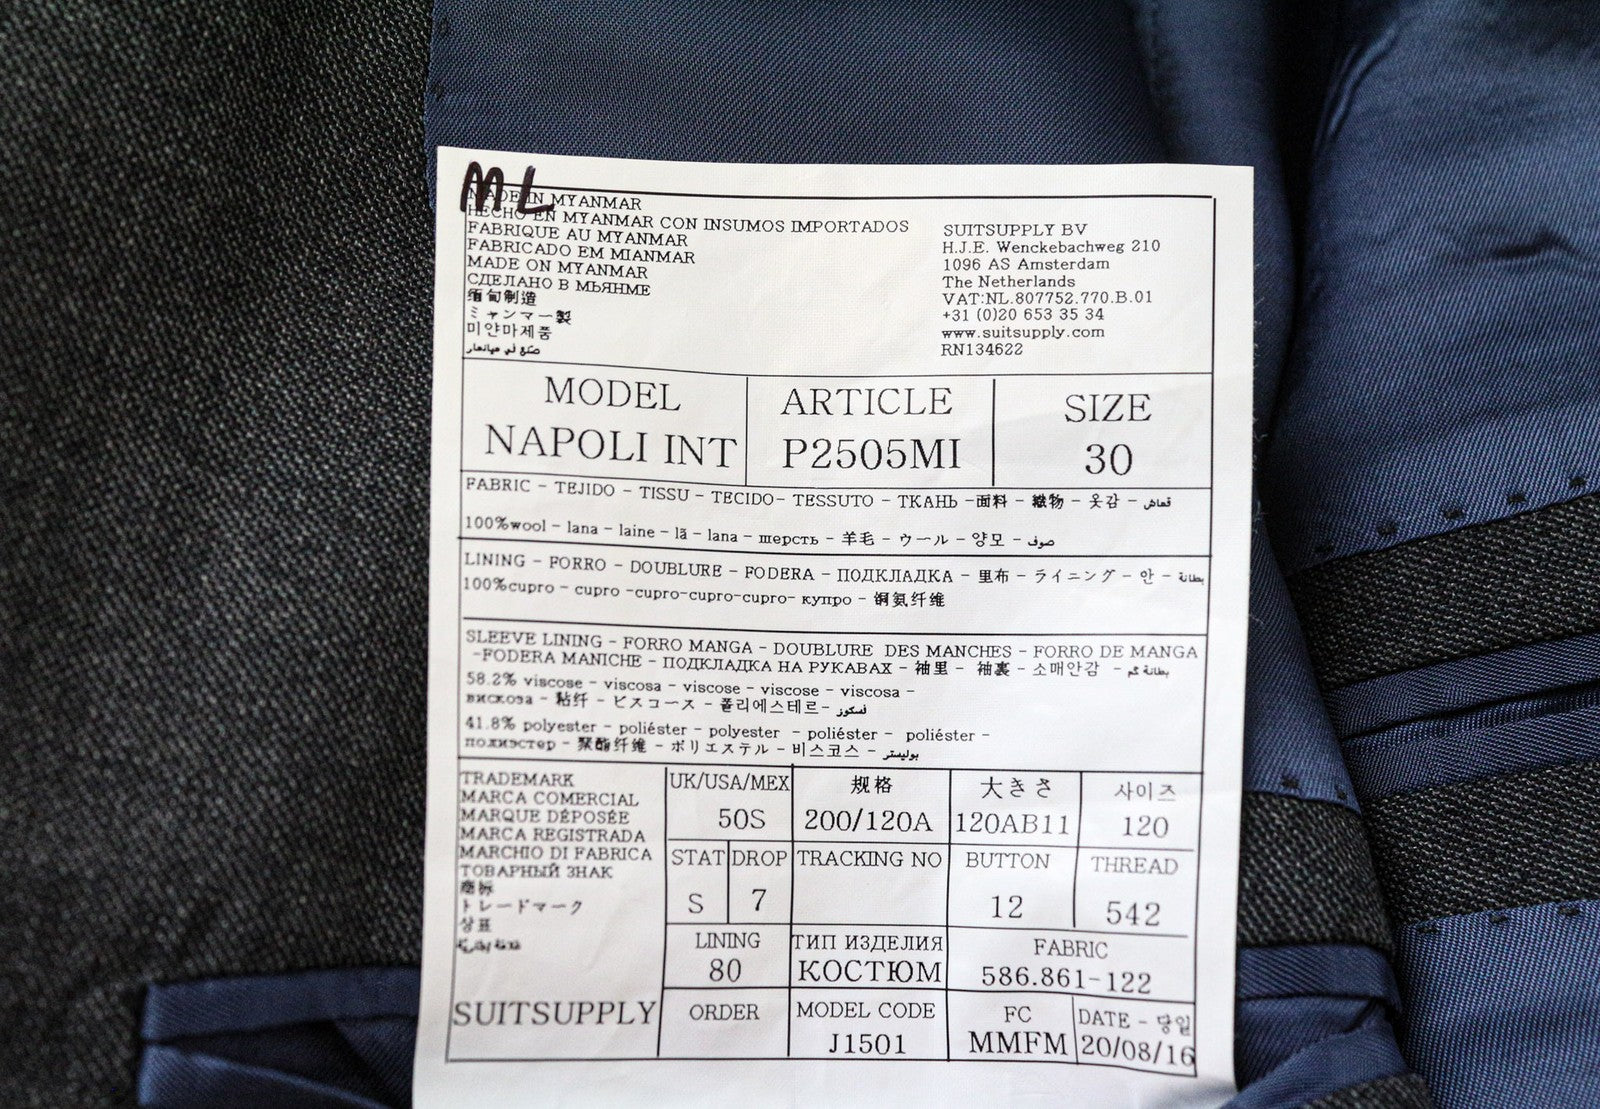 ML
MADE IN MYANMAR
HECHO EN MYANMAR CON INSUMOS IMPORTADOS
FABRIQUE AU MYANMAR
FABRICADO EM MIANMAR
MADE ON MYANMAR
СДЕЛАНО В МЬЯНМЕ
缅甸制造
ミャンマー製
미얀마제품
صنع في ميانمار
SUITSUPPLY BV
H.J.E. Wenckebachweg 210
1096 AS Amsterdam
The Netherlands
VAT:NL.807752.770.B.01
+31 (0)20 653 35 34
www.suitsupply.com
RN134622
MODEL
NAPOLI INT
ARTICLE
P2505MI
SIZE
30
FABRIC - TEJIDO - TISSU - TECIDO- TESSUTO - ТКАНЬ -面料 - 織物 - 옷감 - قماش
100%wool - lana - laine - lã - lana - шерсть - 羊毛 - ウール - 양모 - صوف
LINING - FORRO - DOUBLURE - FODERA - ПОДКЛАДКА - 里布 - ライニング - 안 - بطانة
100%cupro - cupro -cupro-cupro-cupro- купро - 铜氨纤维
SLEEVE LINING - FORRO MANGA - DOUBLURE DES MANCHES - FORRO DE MANGA
-FODERA MANICHE - ПОДКЛАДКА НА РУКАВАХ - 袖里 - 袖裏 - 소매안감 - بطانة كم
58.2% viscose - viscosa - viscose - viscose - viscosa -
вискоза - 粘纤 - ビスコース - 폴리에스테르- فسكوز
41.8% polyester - poliéster - polyester - poliéster - poliéster -
полиэстер - 聚酯纤维 - ポリエステル - 비스코스 - بوليستر
TRADEMARK
MARCA COMERCIAL
MARQUE DÉPOSÉE
MARCA REGISTRADA
MARCHIO DI FABRICA
ТОВАРНЫЙ ЗНАК
商标
トレードマーク
상표
SUITSUPPLY
UK/USA/MEX
50S
规格
200/120A
大きさ
120AB11
사이즈
120
STAT
S
DROP
7
TRACKING NO
BUTTON
12
THREAD
542
LINING
80
ТИП ИЗДЕЛИЯ
КОСТЮМ
FABRIC
586.861-122
ORDER
MODEL CODE
J1501
FC
MMFM
DATE - 당일
20/08/16